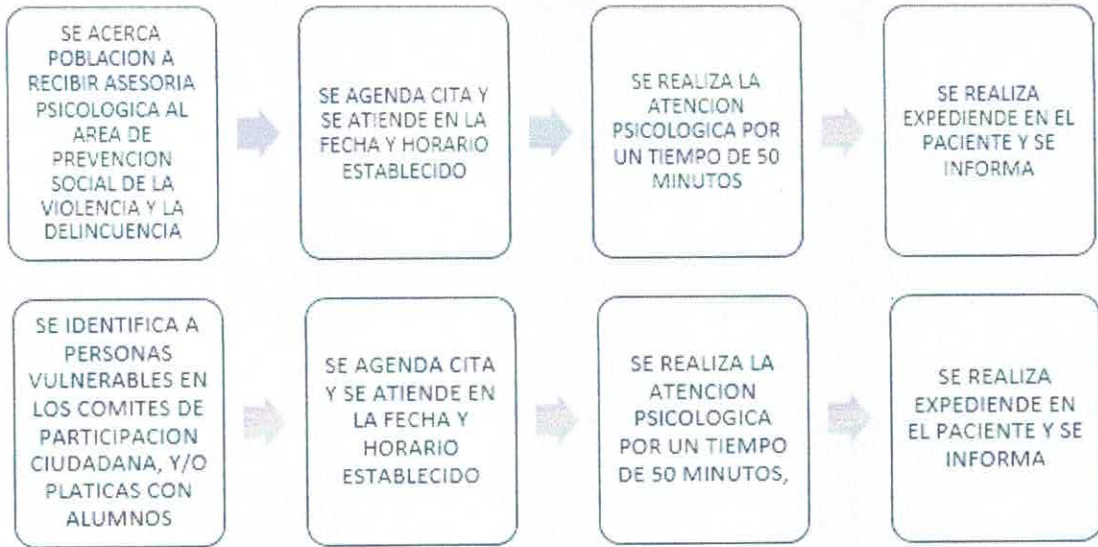 SE ACERCA
POBLACION A
RECIBIR ASESORIA
PSICOLOGICA AL
AREA DE
PREVENCION
SOCIAL DE LA
VIOLENCIA Y LA
DELINCUENCIA
SE AGENDA CITA Y
SE ATIENDE EN LA
FECHA Y HORARIO
ESTABLECIDO
SE REALIZA LA
ATENCION
PSICOLOGICA POR
UN TIEMPO DE 50
MINUTOS
SE REALIZA
EXPEDIENDE EN EL
PACIENTE Y SE
INFORMA
SE IDENTIFICA A
PERSONAS
VULNERABLES EN
LOS COMITES DE
PARTICIPACION
CIUDADANA, Y/O
PLATICAS CON
ALUMNOS
SE AGENDA CITA
Y SE ATIENDE EN
LA FECHA Y
HORARIO
ESTABLECIDO
SE REALIZA LA
ATENCION
PSICOLOGICA
POR UN TIEMPO
DE 50 MINUTOS,
SE REALIZA
EXPEDIENDE EN
EL PACIENTE Y SE
INFORMA